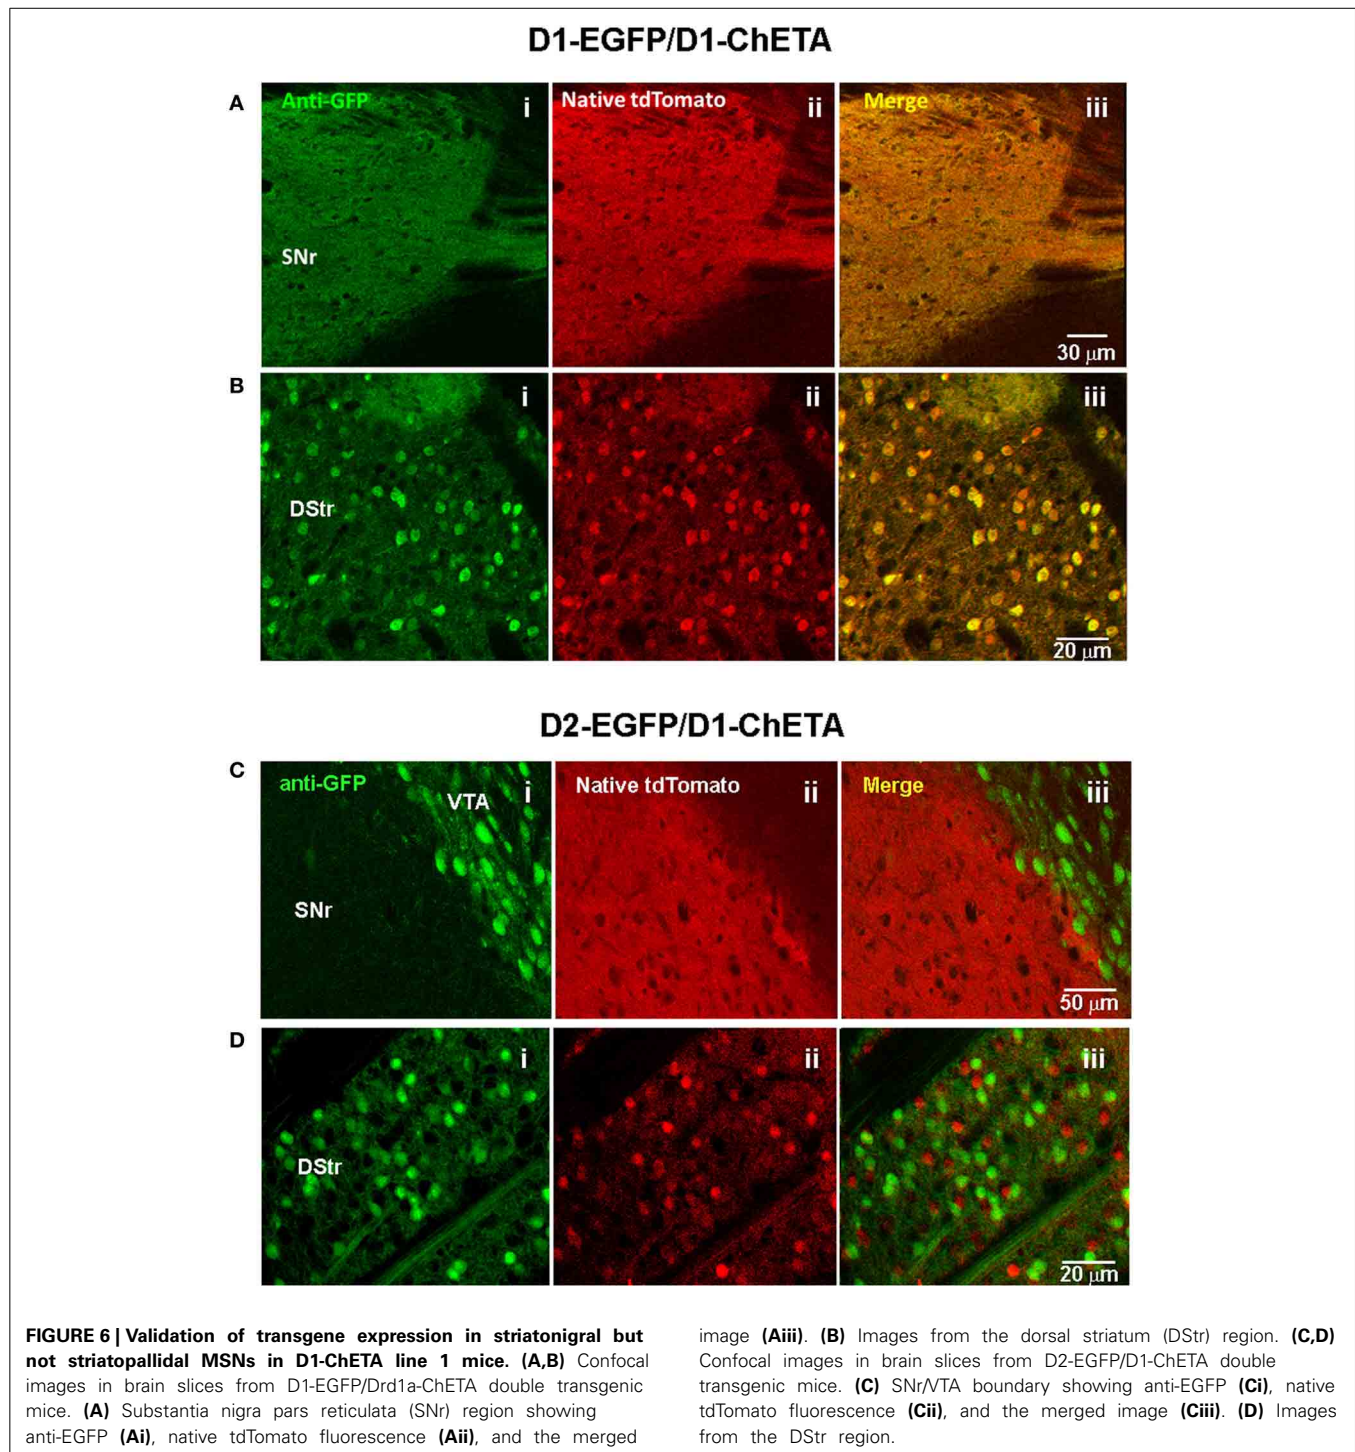 D1-EGFP/D1-ChETA
A
Anti-GFP
i
Native tdTomato
ii
Merge
iii
SNr
30 μm
B
i
ii
iii
DStr
20 μm
D2-EGFP/D1-ChETA
C
anti-GFP
VTA
i
Native tdTomato
ii
Merge
iii
SNr
50 μm
D
i
ii
iii
DStr
20 μm
FIGURE 6 | Validation of transgene expression in striatonigral but
not striatopallidal MSNs in D1-ChETA line 1 mice. (A,B) Confocal
images in brain slices from D1-EGFP/Drd1a-ChETA double transgenic
mice. (A) Substantia nigra pars reticulata (SNr) region showing
anti-EGFP (Ai), native tdTomato fluorescence (Aii), and the merged
image (Aiii). (B) Images from the dorsal striatum (DStr) region. (C,D)
Confocal images in brain slices from D2-EGFP/D1-ChETA double
transgenic mice. (C) SNr/VTA boundary showing anti-EGFP (Ci), native
tdTomato fluorescence (Cii), and the merged image (Ciii). (D) Images
from the DStr region.